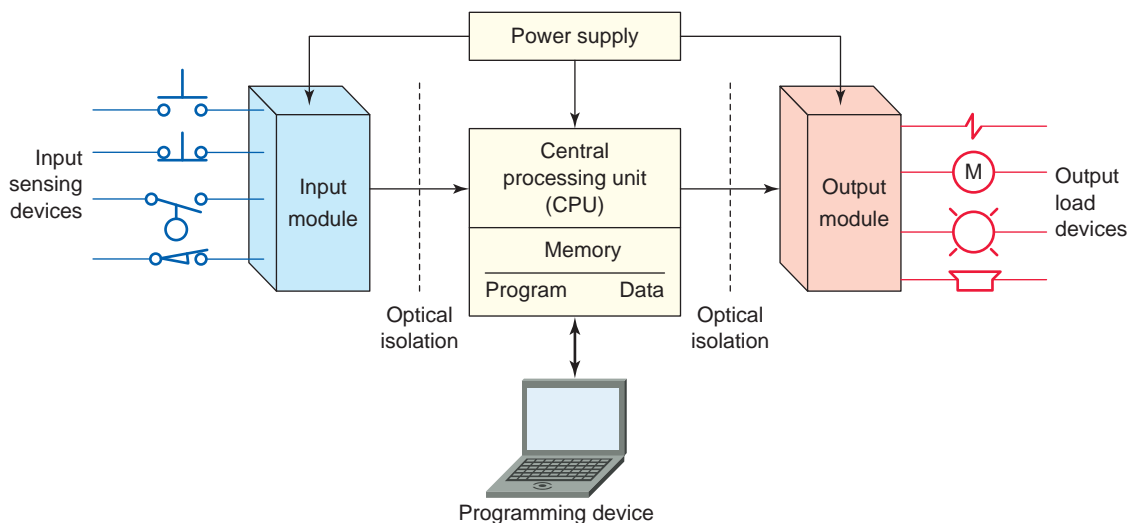 Power supply
Input
sensing
devices
Input
module
Central
processing unit
(CPU)
Memory
Program Data
Output
module
M
Output
load
devices
Optical
isolation
Optical
isolation
Programming device